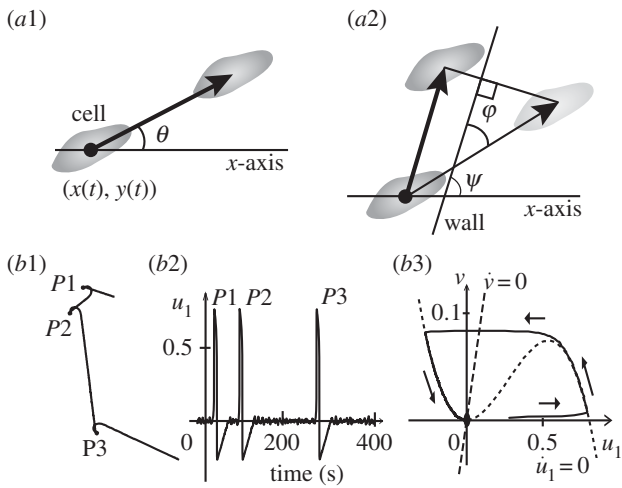 (a1)
cell
θ
x-axis
(x(t), y(t))
(a2)
φ
ψ
wall
x-axis
(b1)
P1
P2
P3
(b2)
u₁
P1 P2 P3
0.5
0 200 400
time (s)
(b3)
v
v̇ = 0
0.1
0 0.5 u₁
u̇₁ = 0